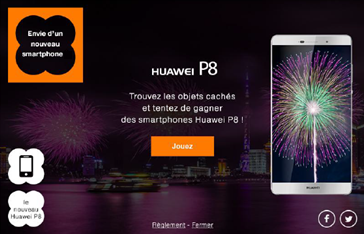 Envie d'un
nouveau
smartphone
HUAWEI P8
Trouvez les objets cachés
et tentez de gagner
des smartphones Huawei P8 !
Jouez
HUAWEI
le
nouveau
Huawei P8
Règlement - Fermer